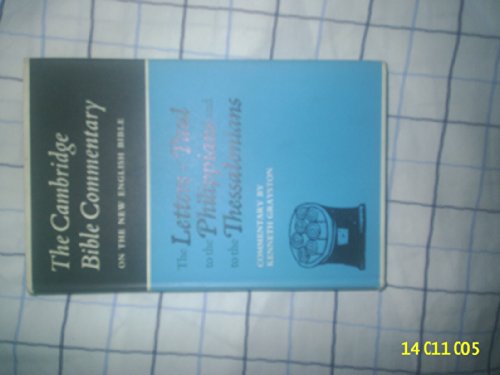 The Cambridge
Bible Commentary
ON THE NEW ENGLISH BIBLE
The Letters of Paul
to the Philippians and
to the Thessalonians
COMMENTARY BY
KENNETH GRAYSTON
14 C11 C05